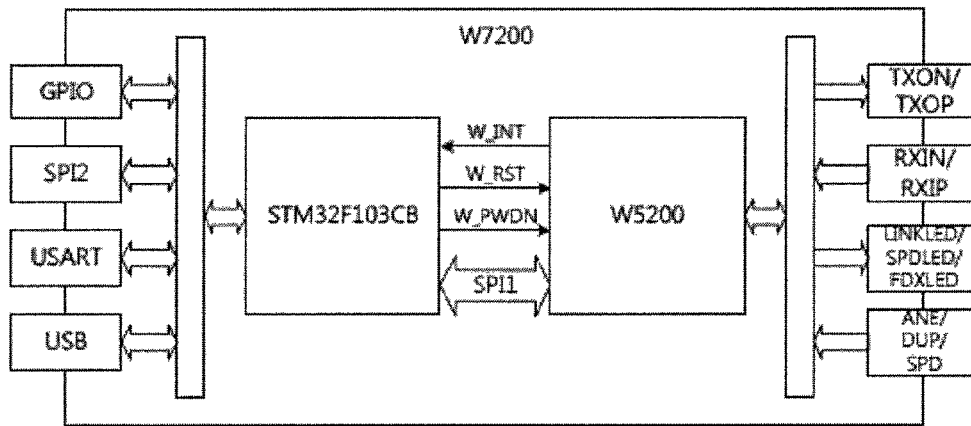 W7200
GPIO
SPI2
USART
USB
STM32F103CB
W_INT
W_RST
W_PWDN
SPI1
W5200
TXON/
TXOP
RXIN/
RXIP
LINKLED/
SPDLED/
FDXLED
ANE/
DUP/
SPD